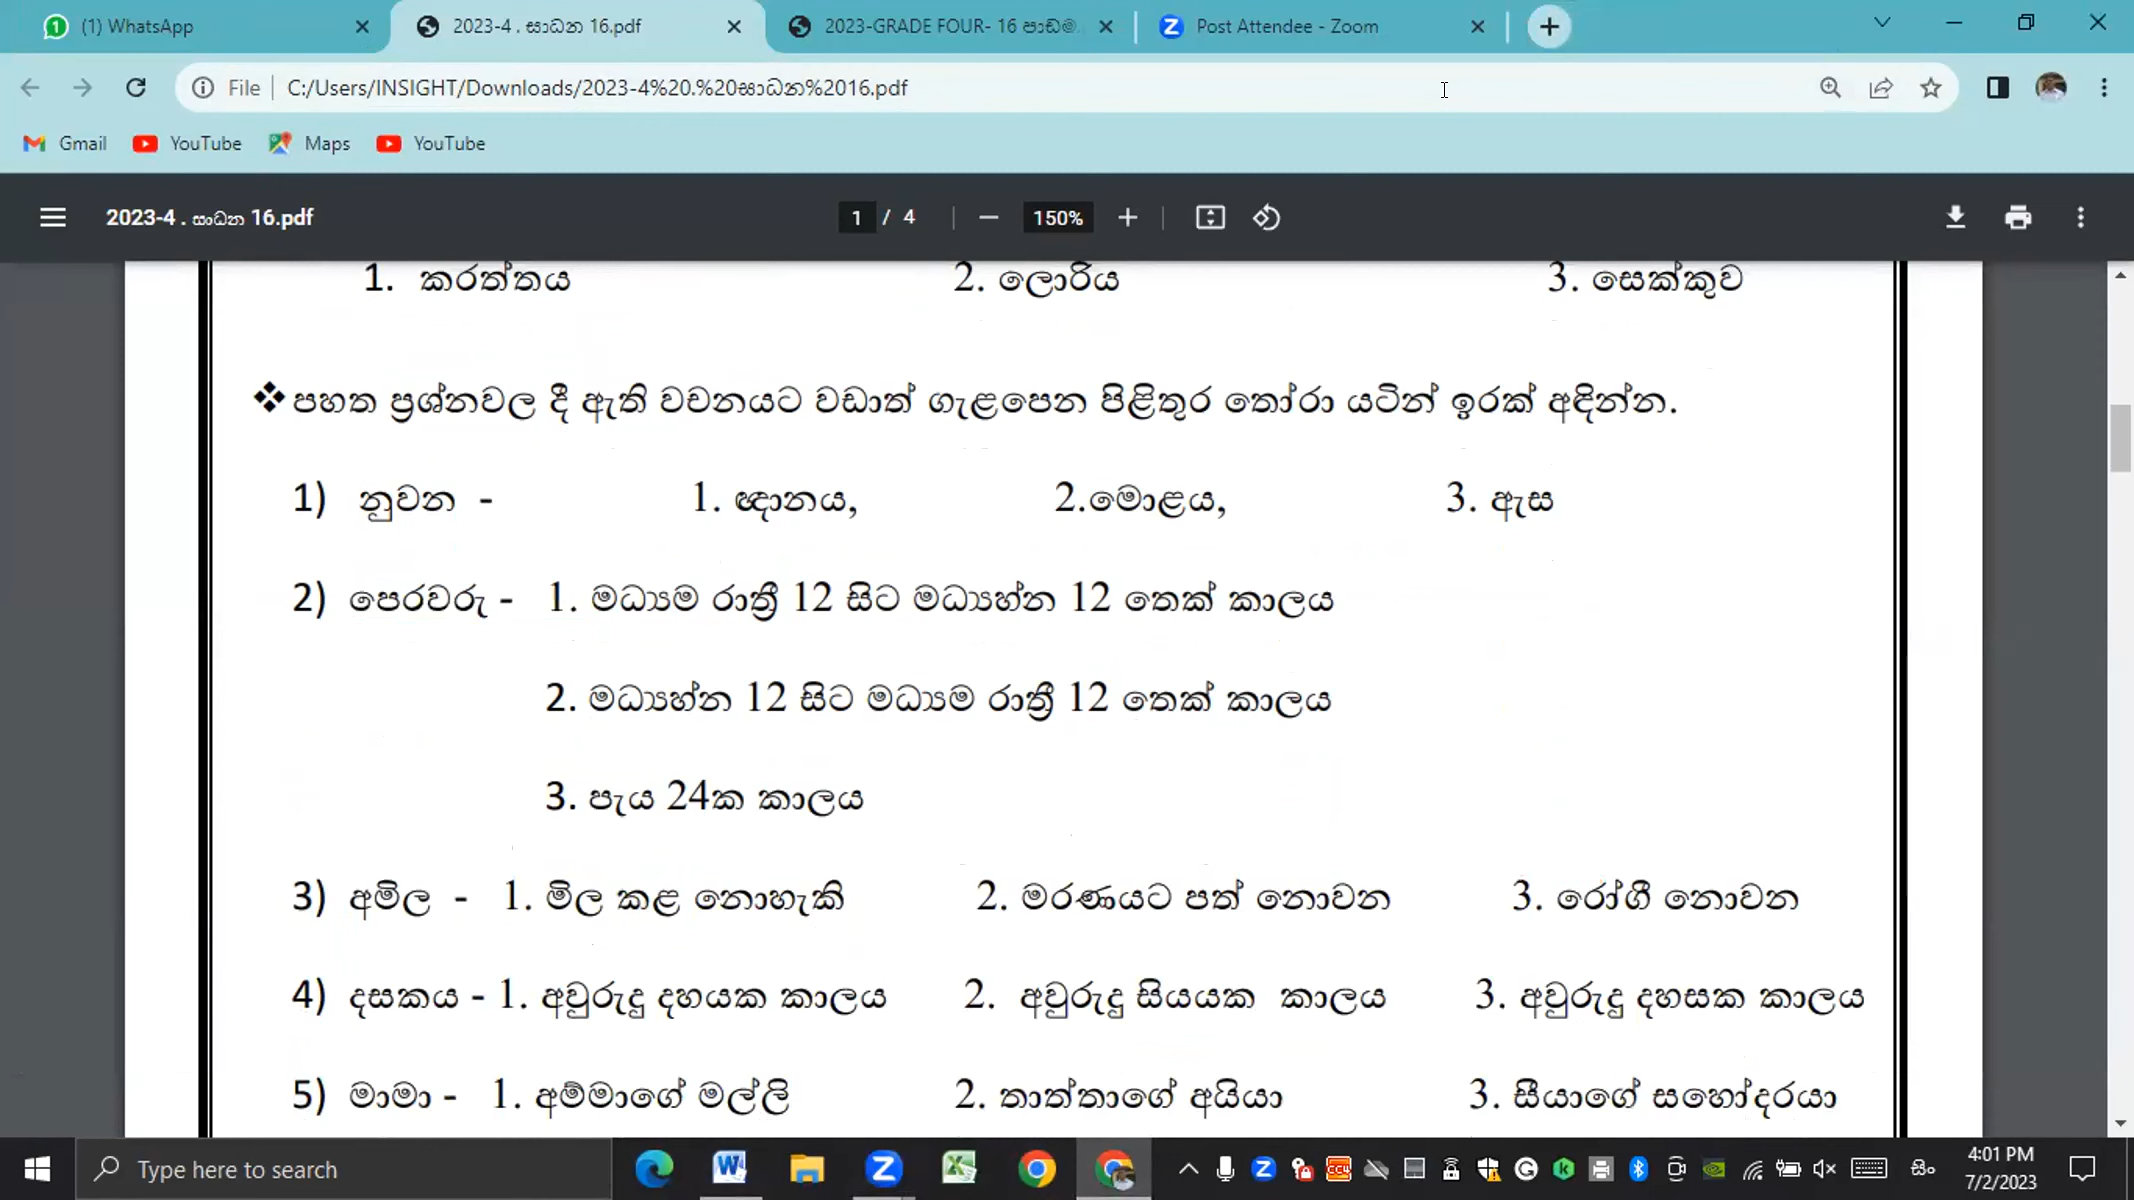 (1) WhatsApp
2023-4 . සාධන 16.pdf
2023-GRADE FOUR- 16 පාඩම
Post Attendee - Zoom
File
C:/Users/INSIGHT/Downloads/2023-4%20.%20සාධන%2016.pdf
Gmail YouTube Maps YouTube
2023-4 . සංධන 16.pdf
1 / 4
150%
1. කරත්තය 2. ලොරිය 3. සෙක්කුව
❖ පහත ප්‍රශ්නවල දී ඇති වචනයට වඩාත් ගැළපෙන පිළිතුර තෝරා යටින් ඉරක් අඳින්න.
1) නුවන - 1. ඥානය, 2.මොළය, 3. ඇස
2) පෙරවරු - 1. මධ්‍යම රාත්‍රී 12 සිට මධ්‍යහ්න 12 තෙක් කාලය
2. මධ්‍යහ්න 12 සිට මධ්‍යම රාත්‍රී 12 තෙක් කාලය
3. පැය 24ක කාලය
3) අමිල - 1. මිල කළ නොහැකි 2. මරණයට පත් නොවන 3. රෝගී නොවන
4) දසකය - 1. අවුරුදු දහයක කාලය 2. අවුරුදු සියයක කාලය 3. අවුරුදු දහසක කාලය
5) මාමා - 1. අම්මාගේ මල්ලි 2. තාත්තාගේ අයියා 3. සීයාගේ සහෝදරයා
Type here to search
4:01 PM
7/2/2023